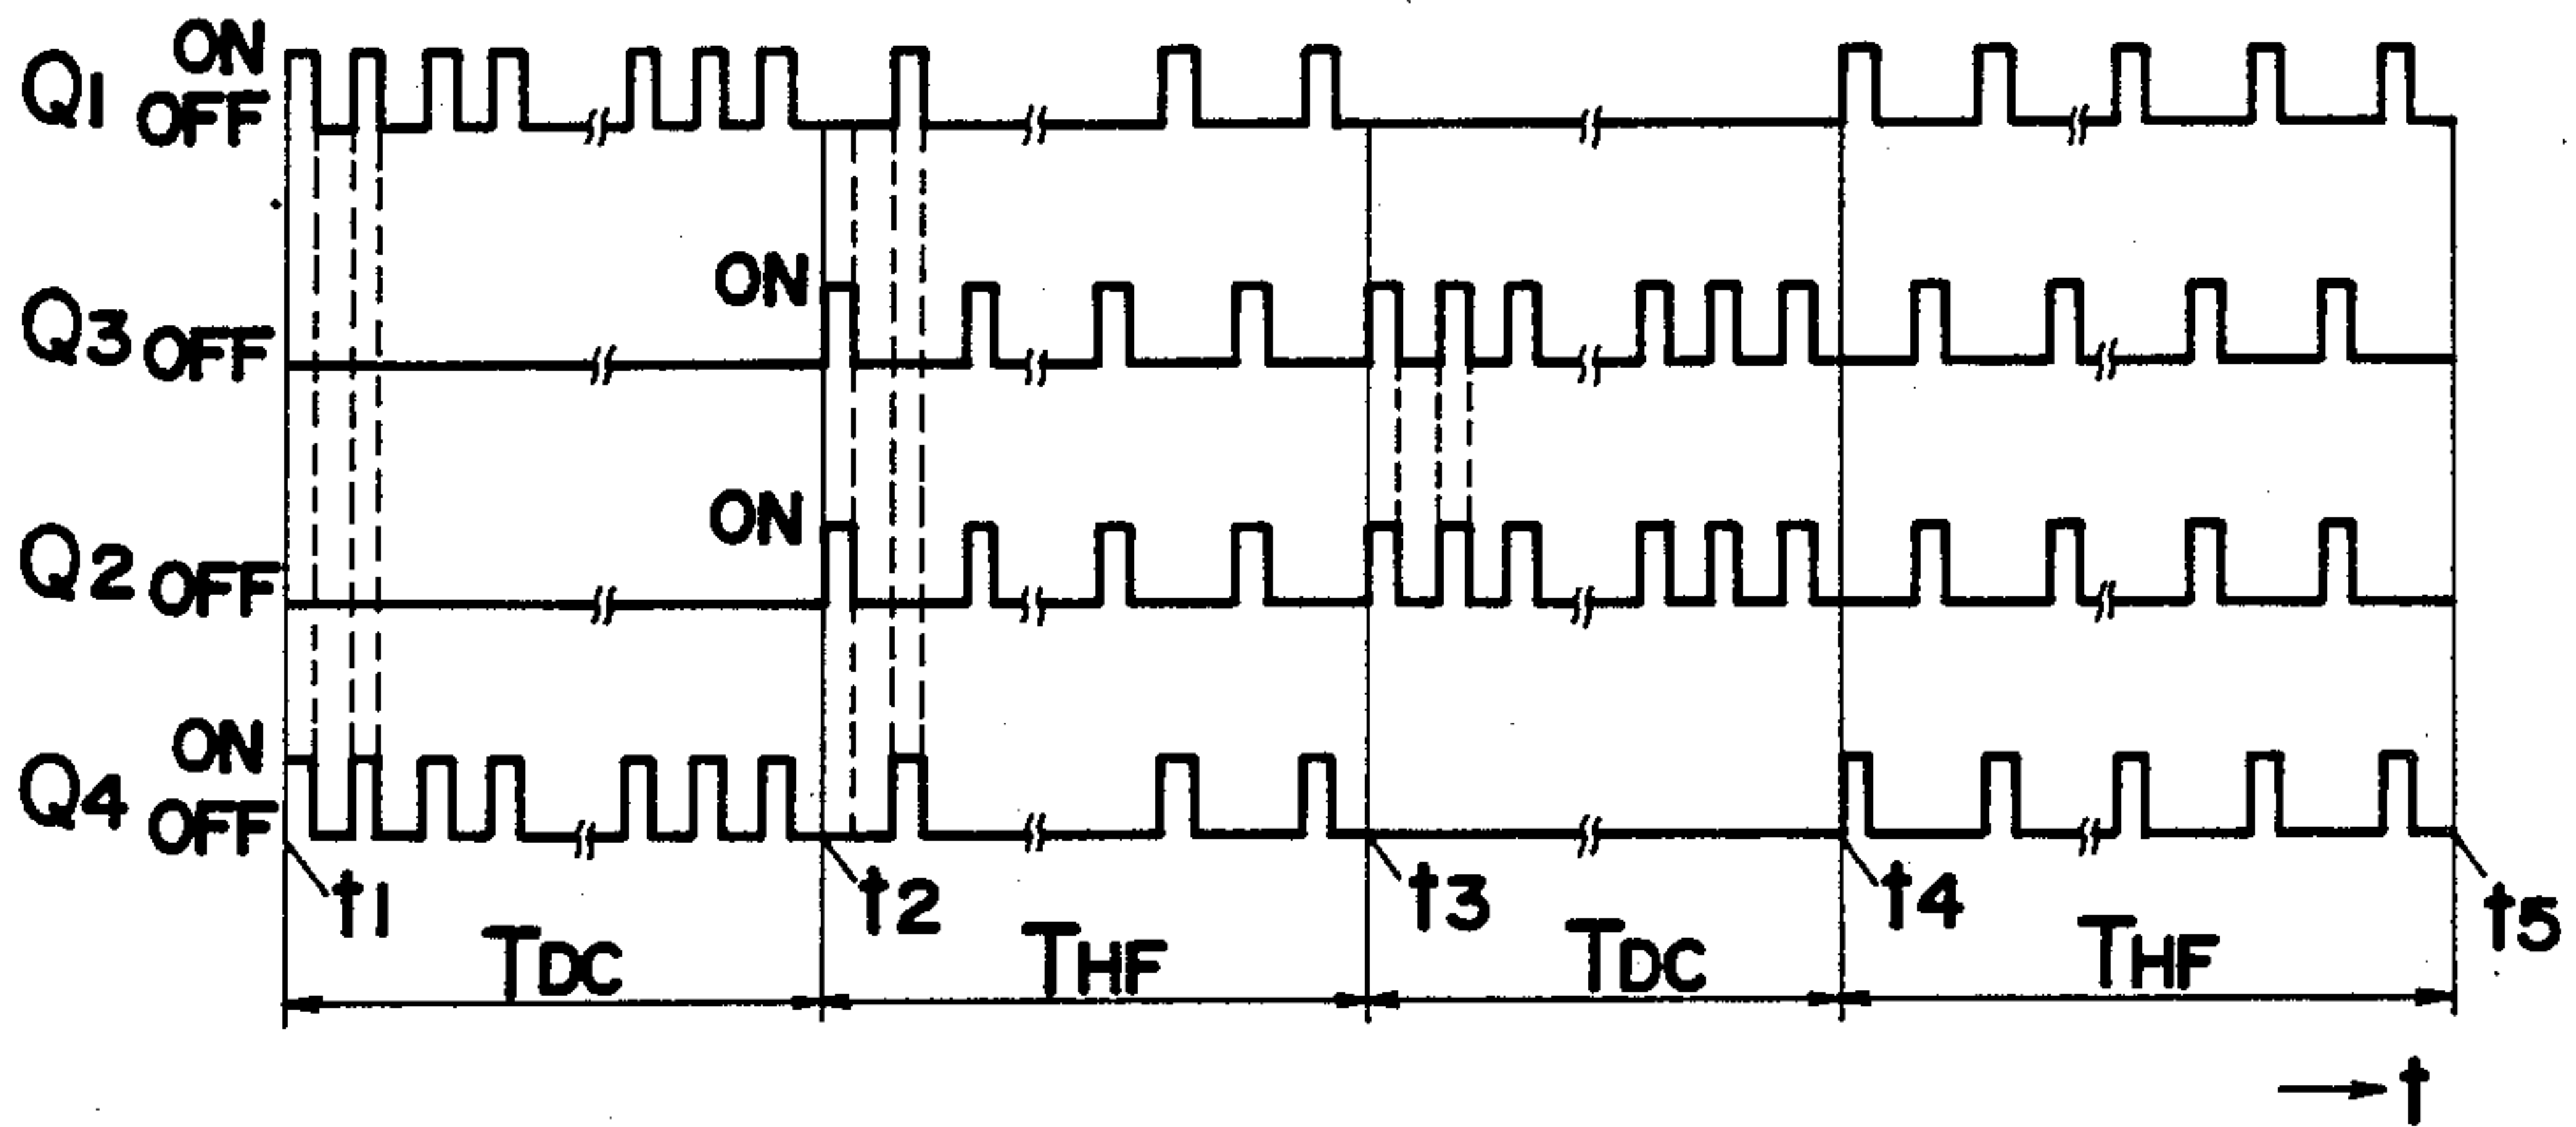 Q1 ON
OFF
Q3 ON
OFF
Q2 ON
OFF
Q4 ON
OFF
t1 t2 t3 t4 t5
TDC THF TDC THF
t